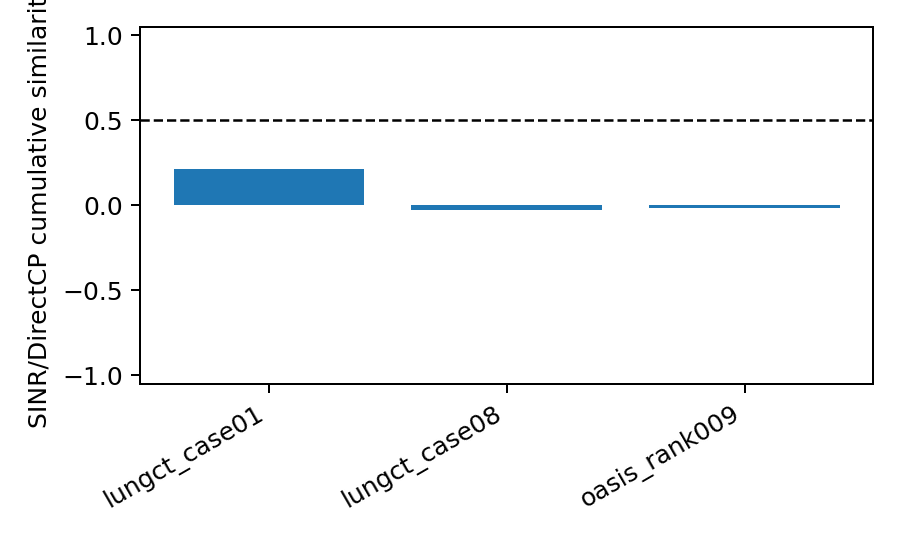 SINR/DirectCP cumulative similarit
1.0
0.5
0.0
−0.5
−1.0
lungct_case01
lungct_case08
oasis_rank009